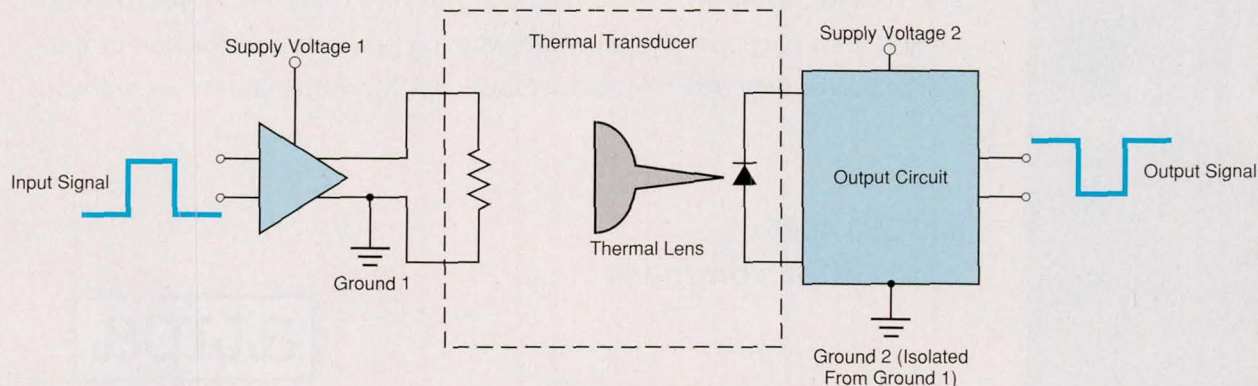 Supply Voltage 1
Thermal Transducer
Supply Voltage 2
Input Signal
Output Circuit
Output Signal
Thermal Lens
Ground 1
Ground 2 (Isolated
From Ground 1)